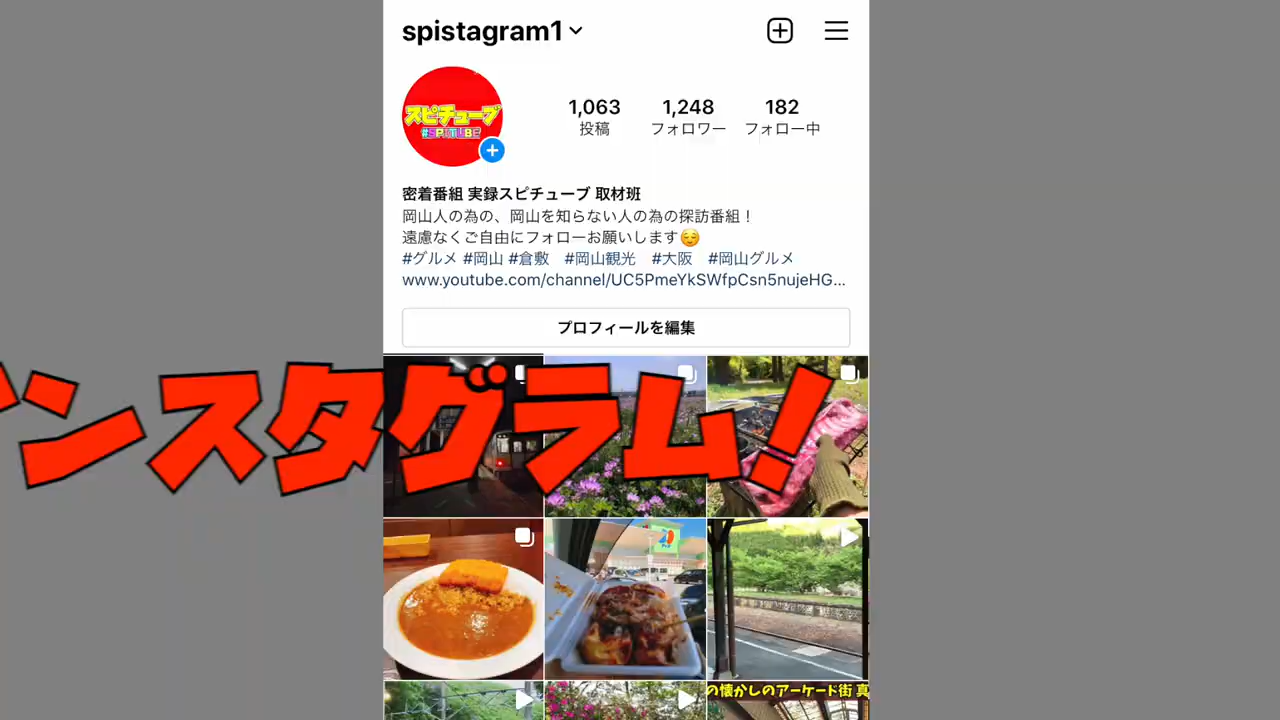 spistagram1
スピチューブ
#SPITUBE
1,063
投稿
1,248
フォロワー
182
フォロー中
密着番組 実録スピチューブ 取材班
岡山人の為の、岡山を知らない人の為の探訪番組！
遠慮なくご自由にフォローお願いします😌
#グルメ #岡山 #倉敷　#岡山観光　#大阪　#岡山グルメ
www.youtube.com/channel/UC5PmeYkSWfpCsn5nujeHG...
プロフィールを編集
インスタグラム!
の懐かしのアーケード街 真